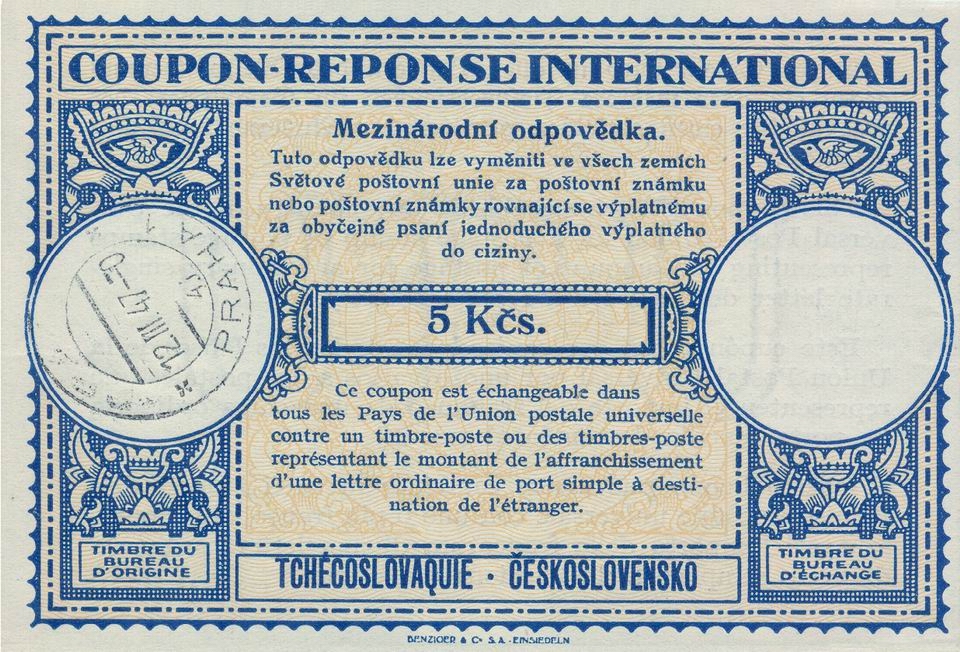 COUPON-REPONSE INTERNATIONAL
Mezinárodní odpovědka.
Tuto odpovědku lze vyměniti ve všech zemích
Světové poštovní unie za poštovní známku
nebo poštovní známky rovnající se výplatnému
za obyčejné psaní jednoduchého výplatného
do ciziny.
PRAHA 1
12.III.47-9
5 Kčs.
Ce coupon est échangeable dans
tous les Pays de l'Union postale universelle
contre un timbre-poste ou des timbres-poste
représentant le montant de l'affranchissement
d'une lettre ordinaire de port simple à desti-
nation de l'étranger.
TIMBRE DU
BUREAU
D'ORIGINE
TCHÉCOSLOVAQUIE · ČESKOSLOVENSKO
TIMBRE DU
BUREAU
D'ÉCHANGE
BENZIGER & Co S.A. - EINSIEDELN